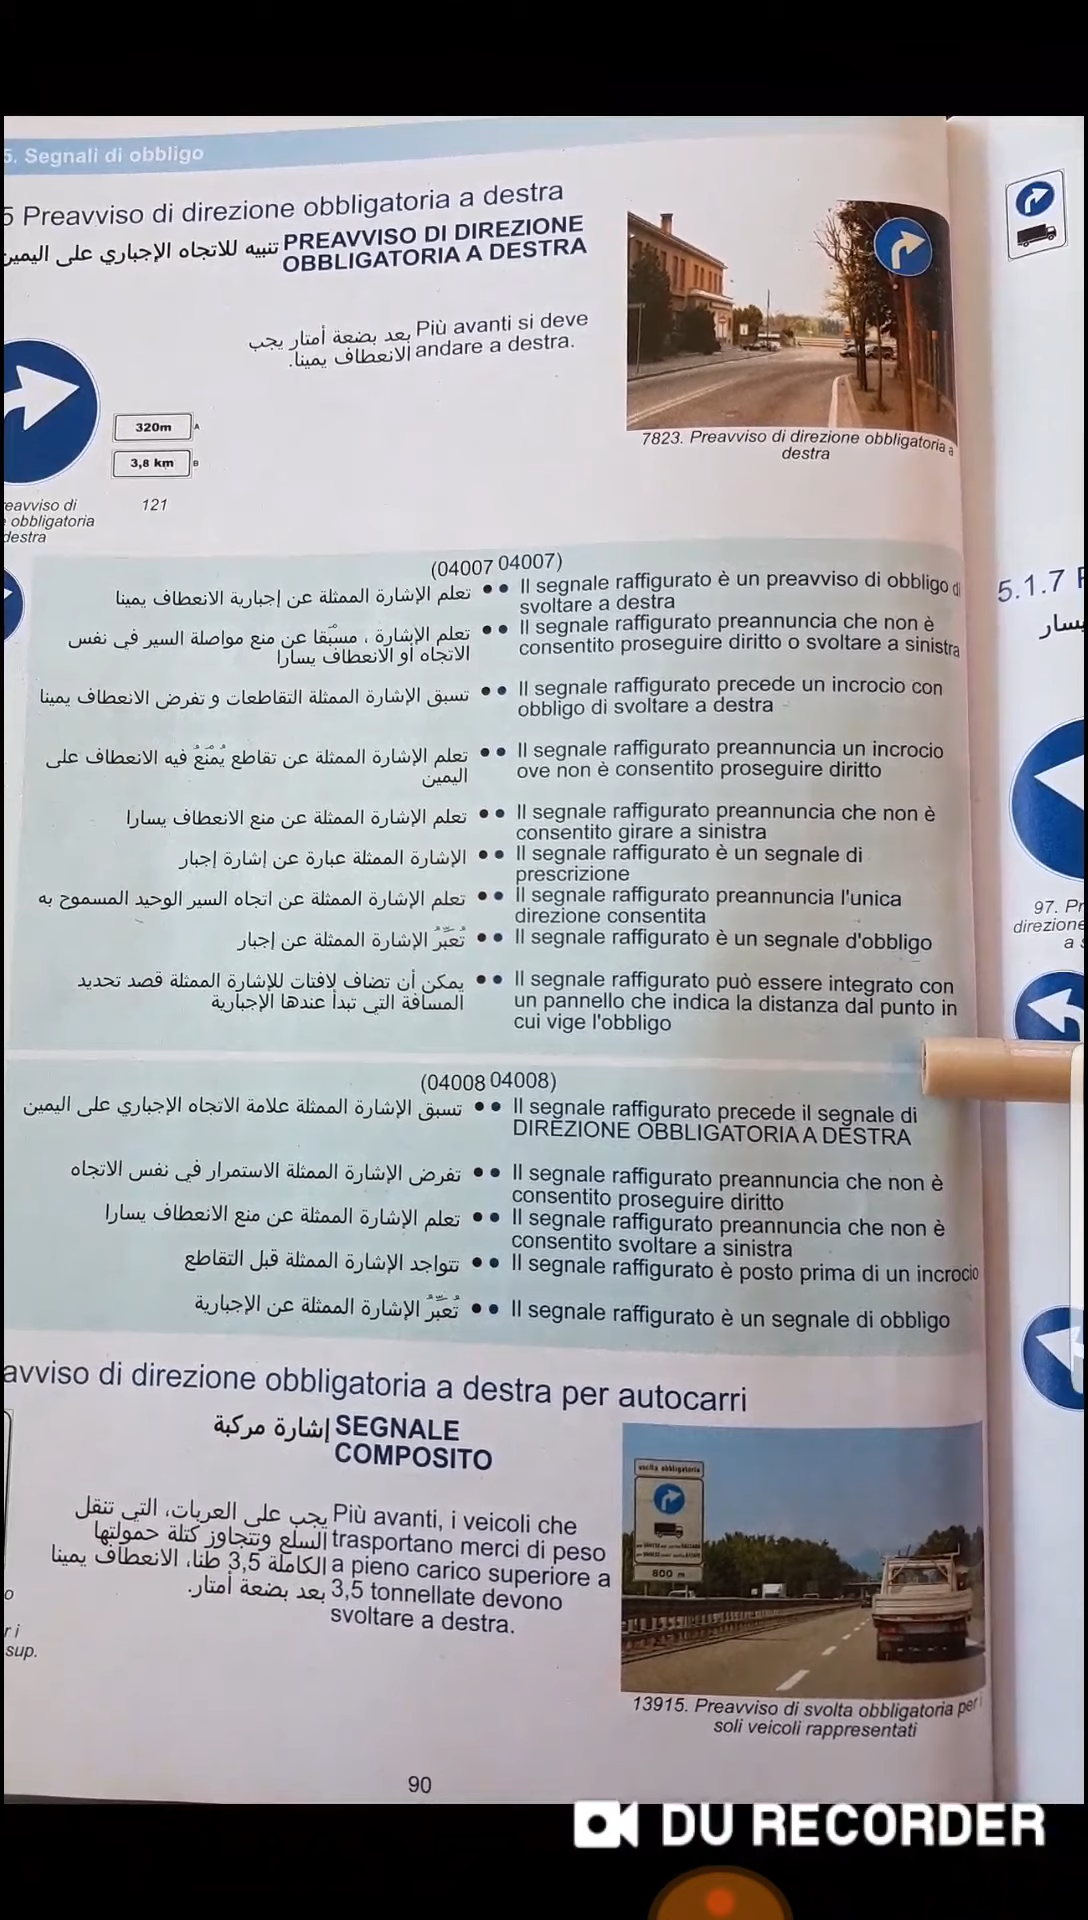 5. Segnali di obbligo
5 Preavviso di direzione obbligatoria a destra
PREAVVISO DI DIREZIONE
OBBLIGATORIA A DESTRA
تنبيه للاتجاه الإجباري على اليمين
Più avanti si deve
andare a destra.
بعد بضعة أمتار يجب
الانعطاف يمينا.
7823. Preavviso di direzione obbligatoria a
destra
320m A
3,8 km B
121
eavviso di
obbligatoria
destra
(04007 04007)
• • Il segnale raffigurato è un preavviso di obbligo di
svoltare a destra
تعلم الإشارة الممثلة عن إجبارية الانعطاف يمينا
• • Il segnale raffigurato preannuncia che non è
consentito proseguire diritto o svoltare a sinistra
تعلم الإشارة ، مسبّقا عن منع مواصلة السير في نفس
الاتجاه أو الانعطاف يسارا
• • Il segnale raffigurato precede un incrocio con
obbligo di svoltare a destra
تسبق الإشارة الممثلة التقاطعات و تفرض الانعطاف يمينا
• • Il segnale raffigurato preannuncia un incrocio
ove non è consentito proseguire diritto
تعلم الإشارة الممثلة عن تقاطع يُمْنَعُ فيه الانعطاف على
اليمين
• • Il segnale raffigurato preannuncia che non è
consentito girare a sinistra
تعلم الإشارة الممثلة عن منع الانعطاف يسارا
• • Il segnale raffigurato è un segnale di
prescrizione
الإشارة الممثلة عبارة عن إشارة إجبار
• • Il segnale raffigurato preannuncia l'unica
direzione consentita
تعلم الإشارة الممثلة عن اتجاه السير الوحيد المسموح به
• • Il segnale raffigurato è un segnale d'obbligo
تُعَبِّرُ الإشارة الممثلة عن إجبار
• • Il segnale raffigurato può essere integrato con
un pannello che indica la distanza dal punto in
cui vige l'obbligo
يمكن أن تضاف لافتات للإشارة الممثلة قصد تحديد
المسافة التي تبدأ عندها الإجبارية
(04008 04008)
• • Il segnale raffigurato precede il segnale di
DIREZIONE OBBLIGATORIA A DESTRA
تسبق الإشارة الممثلة علامة الاتجاه الإجباري على اليمين
• • Il segnale raffigurato preannuncia che non è
consentito proseguire diritto
تفرض الإشارة الممثلة الاستمرار في نفس الاتجاه
• • Il segnale raffigurato preannuncia che non è
consentito svoltare a sinistra
تعلم الإشارة الممثلة عن منع الانعطاف يسارا
• • Il segnale raffigurato è posto prima di un incrocio
تتواجد الإشارة الممثلة قبل التقاطع
• • Il segnale raffigurato è un segnale di obbligo
تُعَبِّرُ الإشارة الممثلة عن الإجبارية
avviso di direzione obbligatoria a destra per autocarri
SEGNALE
COMPOSITO
إشارة مركبة
Più avanti, i veicoli che
trasportano merci di peso
a pieno carico superiore a
3,5 tonnellate devono
svoltare a destra.
يجب على العربات، التي تنقل
السلع وتتجاوز كتلة حمولتها
الكاملة 3,5 طنا، الانعطاف يمينا
بعد بضعة أمتار.
o
r i
sup.
uscita obbligatoria
800 m
13915. Preavviso di svolta obbligatoria per i
soli veicoli rappresentati
90
5.1.7
يسار
97. Pr
direzione
a s
DU RECORDER